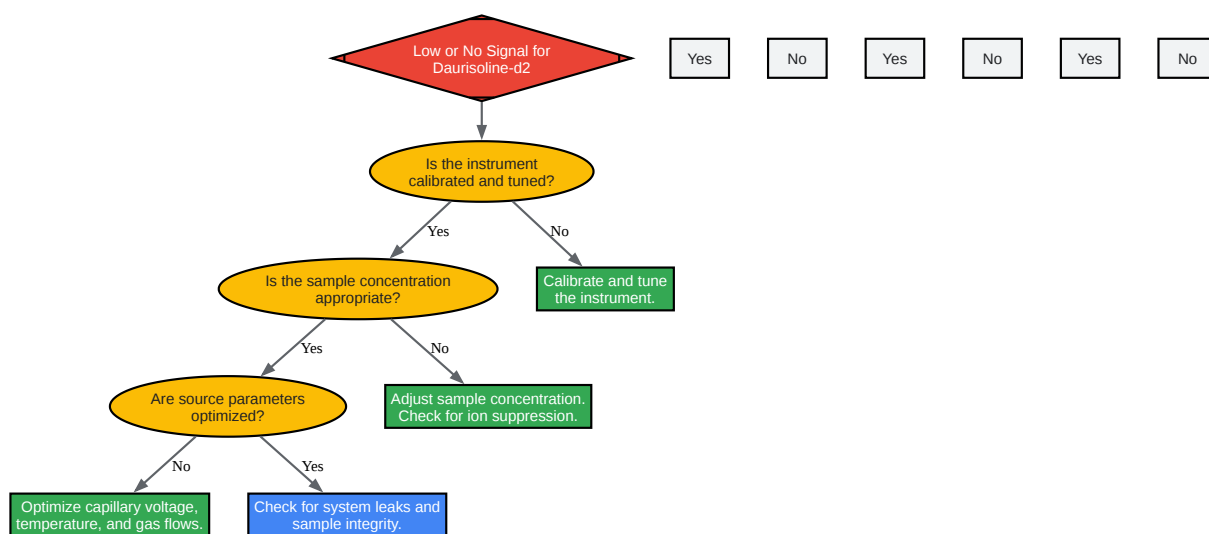 Low or No Signal for
Daurisoline-d2
Yes
No
Yes
No
Yes
No
Is the instrument
calibrated and tuned?
Yes
No
Is the sample concentration
appropriate?
Calibrate and tune
the instrument.
Yes
No
Are source parameters
optimized?
Adjust sample concentration.
Check for ion suppression.
No
Yes
Optimize capillary voltage,
temperature, and gas flows.
Check for system leaks and
sample integrity.